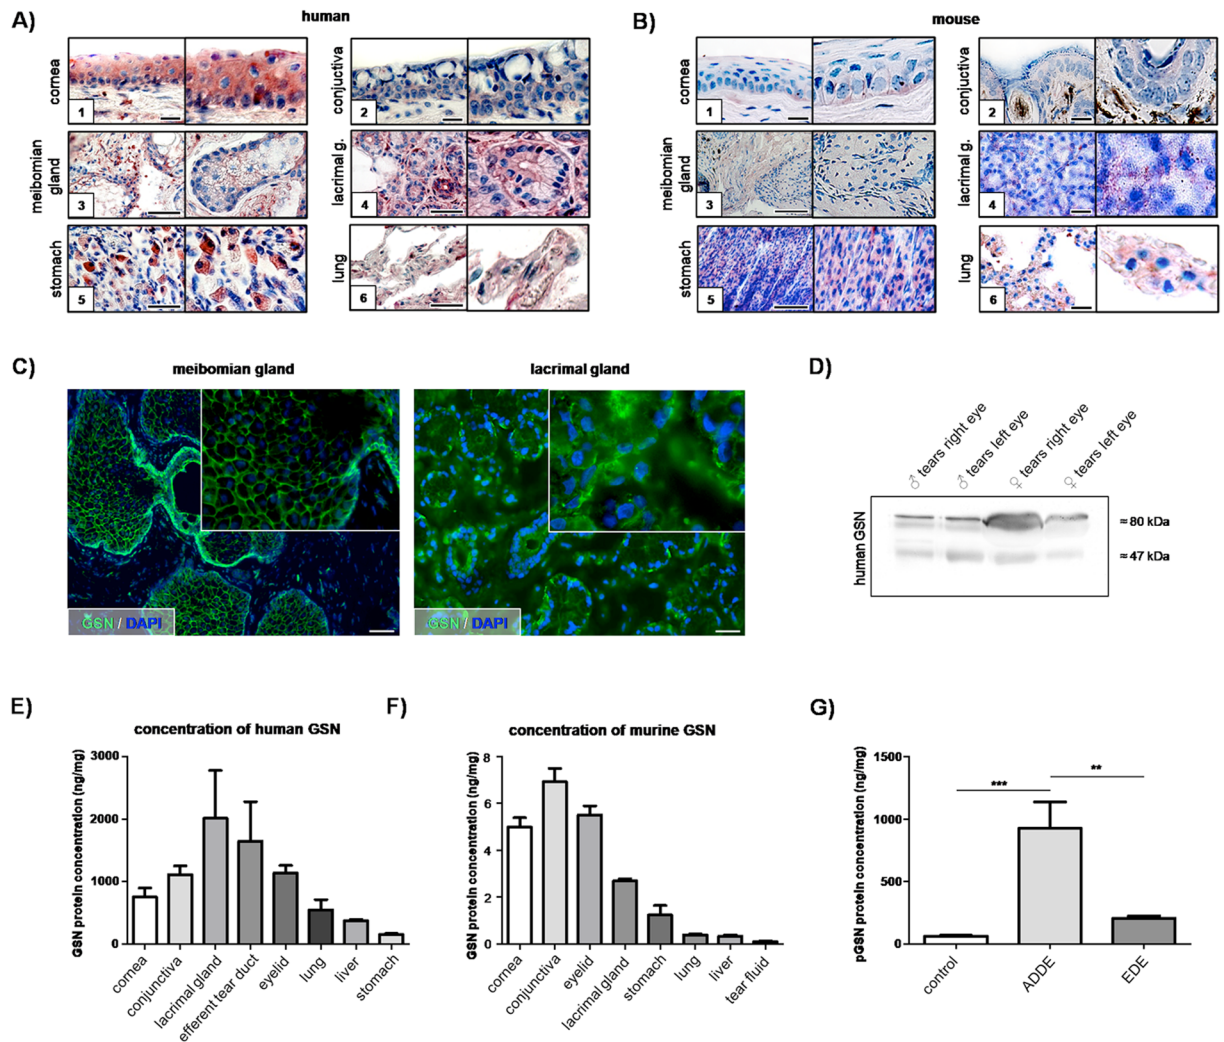 A)
human
cornea
1
conjuctiva
2
meibomian
gland
3
lacrimal g.
4
stomach
5
lung
6
B)
mouse
cornea
1
conjuctiva
2
meibomian
gland
3
lacrimal g.
4
stomach
5
lung
6
C)
meibomian gland
GSN / DAPI
lacrimal gland
GSN / DAPI
D)
♂ tears right eye
♂ tears left eye
♀ tears right eye
♀ tears left eye
human GSN
≈ 80 kDa
≈ 47 kDa
E)
concentration of human GSN
GSN protein concentration (ng/mg)
3000
2000
1000
0
cornea
conjunctiva
lacrimal gland
efferent tear duct
eyelid
lung
liver
stomach
F)
concentration of murine GSN
GSN protein concentration (ng/mg)
8
6
4
2
0
cornea
conjunctiva
eyelid
lacrimal gland
stomach
lung
liver
tear fluid
G)
pGSN protein concentration (ng/mg)
1500
1000
500
0
***
**
control
ADDE
EDE